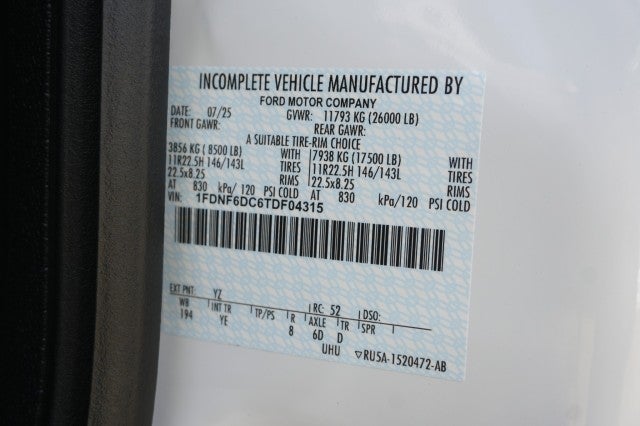 INCOMPLETE VEHICLE MANUFACTURED BY
FORD MOTOR COMPANY
DATE: 07/25 GVWR: 11793 KG (26000 LB)
FRONT GAWR: REAR GAWR:
A SUITABLE TIRE-RIM CHOICE
3856 KG ( 8500 LB) WITH 7938 KG (17500 LB) WITH
11R22.5H 146/143L TIRES 11R22.5H 146/143L TIRES
22.5x8.25 RIMS 22.5x8.25 RIMS
AT 830 kPa/120 PSI COLD AT 830 kPa/120 PSI COLD
VIN: 1FDNF6DC6TDF04315
EXT PNT: YZ RC: 52 DSO:
WB INT TR TP/PS R AXLE TR SPR
194 YE 8 6D D
UHU ▽RUSA-1520472-AB